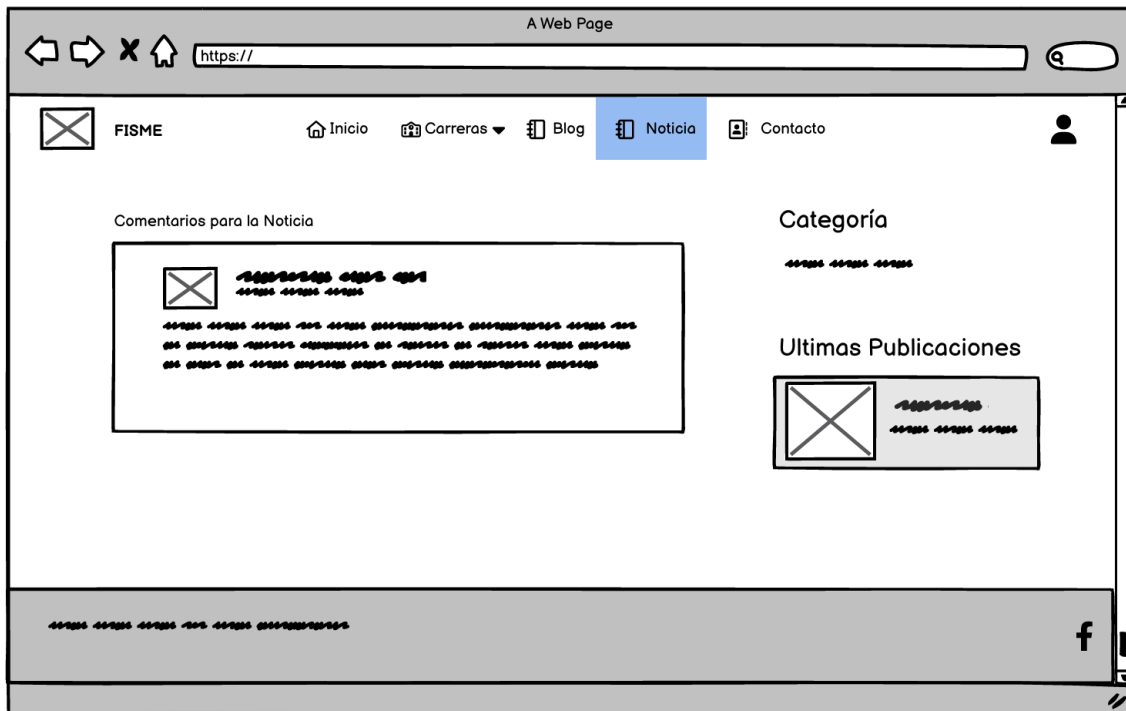 A Web Page
https://
FISME
Inicio
Carreras
Blog
Noticia
Contacto
Comentarios para la Noticia
Categoría
Ultimas Publicaciones